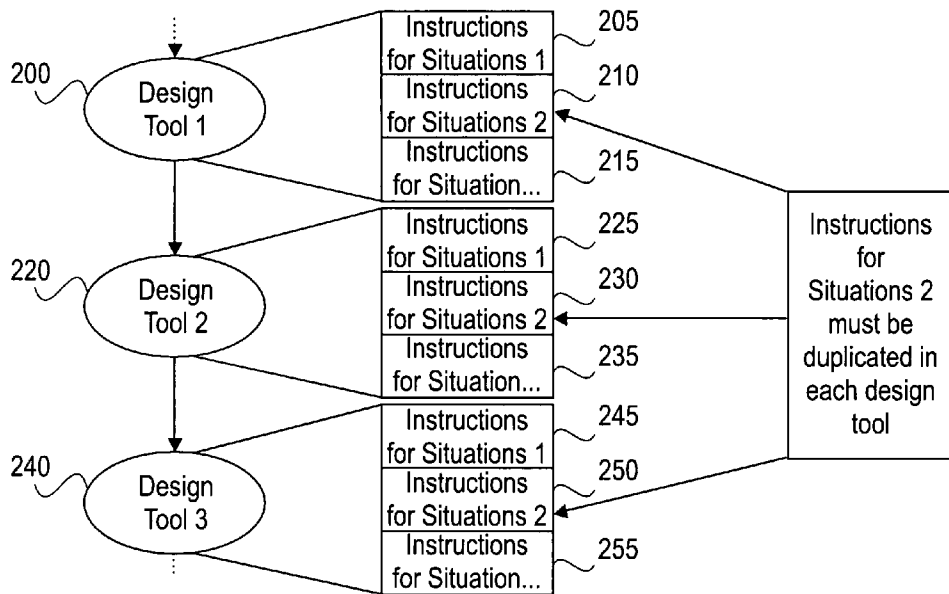 200
Design
Tool 1
Instructions
for Situations 1
205
Instructions
for Situations 2
210
Instructions
for Situation...
215
220
Design
Tool 2
Instructions
for Situations 1
225
Instructions
for Situations 2
230
Instructions
for Situation...
235
240
Design
Tool 3
Instructions
for Situations 1
245
Instructions
for Situations 2
250
Instructions
for Situation...
255
Instructions
for
Situations 2
must be
duplicated in
each design
tool